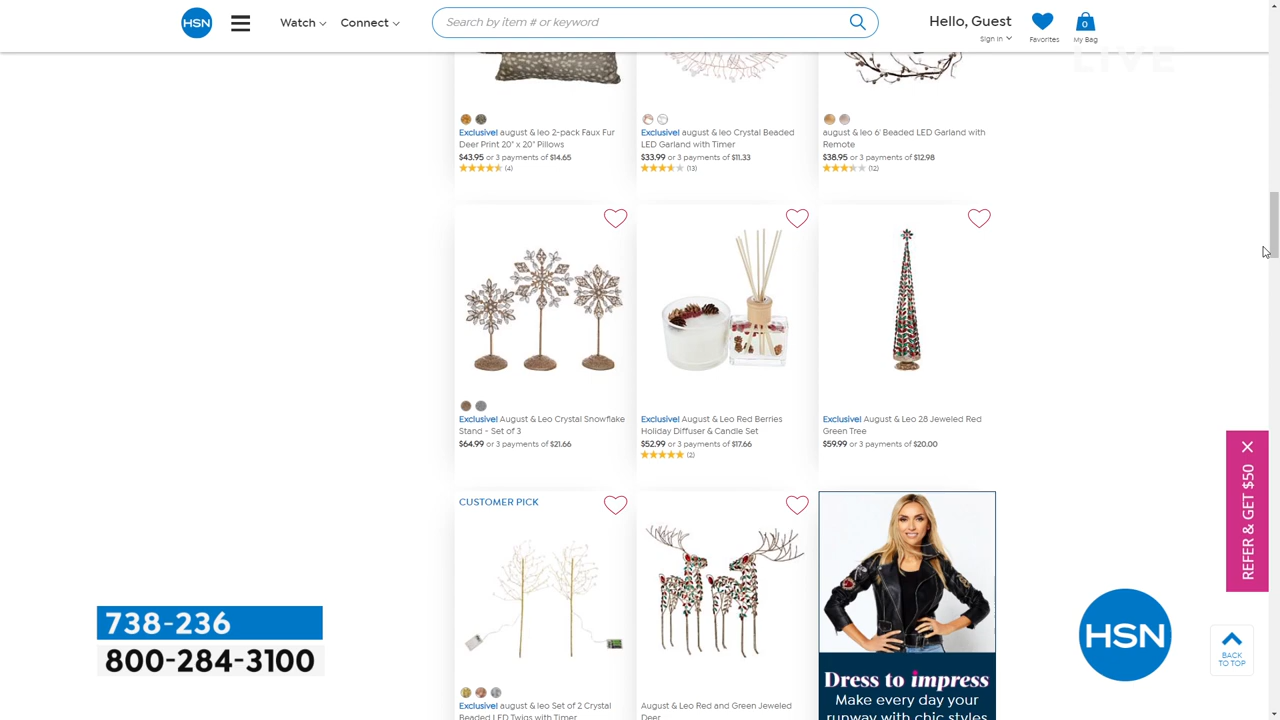 HSN
Watch
Connect
Search by item # or keyword
Hello, Guest
Sign In
Favorites
0
My Bag
LIVE
Exclusive! august & leo 2-pack Faux Fur
Deer Print 20" x 20" Pillows
$43.95 or 3 payments of $14.65
(4)
Exclusive! august & leo Crystal Beaded
LED Garland with Timer
$33.99 or 3 payments of $11.33
(13)
august & leo 6' Beaded LED Garland with
Remote
$38.95 or 3 payments of $12.98
(12)
Exclusive! August & Leo Crystal Snowflake
Stand - Set of 3
$64.99 or 3 payments of $21.66
Exclusive! August & Leo Red Berries
Holiday Diffuser & Candle Set
$52.99 or 3 payments of $17.66
(2)
Exclusive! August & Leo 28 Jeweled Red
Green Tree
$59.99 or 3 payments of $20.00
CUSTOMER PICK
Exclusive! august & leo Set of 2 Crystal
Beaded LED Twigs with Timer
August & Leo Red and Green Jeweled
Deer
Dress to impress
Make every day your
runway with chic styles
REFER & GET $50
738-236
800-284-3100
HSN
BACK
TO TOP